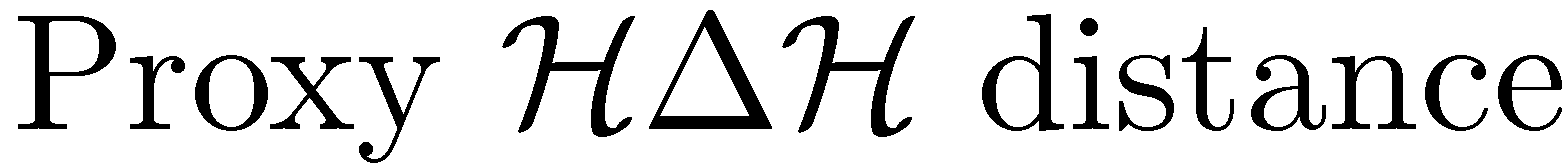 Proxy ℋΔℋ distance